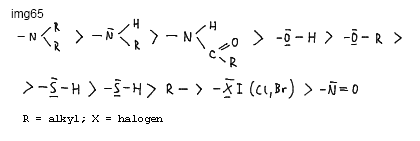 img65
-N<R R > -N̄<H R > -N<H C=O R > -O̲̅-H > -O̲̅-R >
> -S̲̅-H > -S̲̅-H > R- > -X̲̅I (Cl, Br) > -N̄=O
R = alkyl; X = halogen